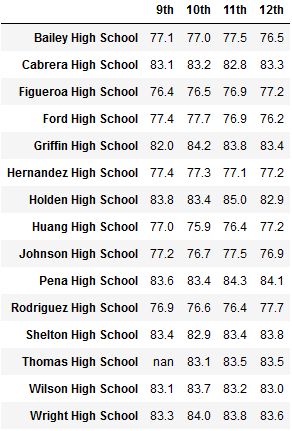 9th 10th 11th 12th
Bailey High School 77.1 77.0 77.5 76.5
Cabrera High School 83.1 83.2 82.8 83.3
Figueroa High School 76.4 76.5 76.9 77.2
Ford High School 77.4 77.7 76.9 76.2
Griffin High School 82.0 84.2 83.8 83.4
Hernandez High School 77.4 77.3 77.1 77.2
Holden High School 83.8 83.4 85.0 82.9
Huang High School 77.0 75.9 76.4 77.2
Johnson High School 77.2 76.7 77.5 76.9
Pena High School 83.6 83.4 84.3 84.1
Rodriguez High School 76.9 76.6 76.4 77.7
Shelton High School 83.4 82.9 83.4 83.8
Thomas High School nan 83.1 83.5 83.5
Wilson High School 83.1 83.7 83.2 83.0
Wright High School 83.3 84.0 83.8 83.6